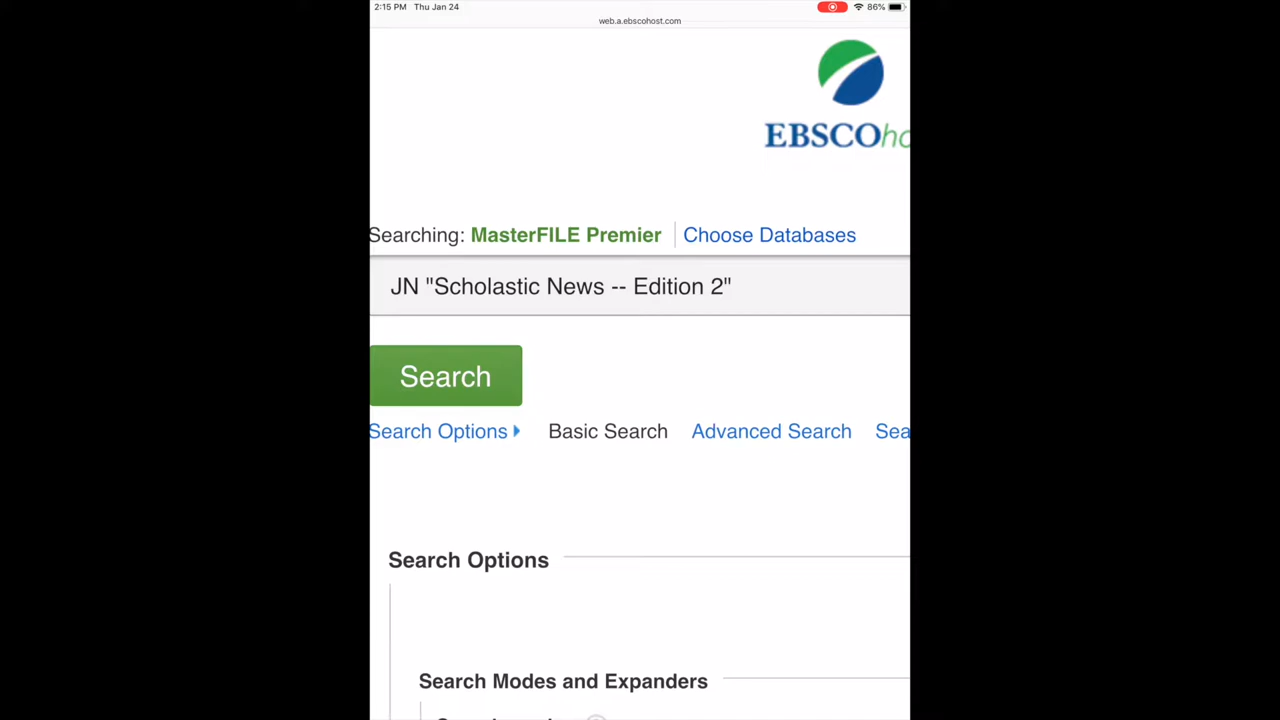 2:15 PM Thu Jan 24
86%
web.a.ebscohost.com
EBSCOho
Searching: MasterFILE Premier
Choose Databases
JN "Scholastic News -- Edition 2"
Search
Search Options Basic Search Advanced Search Sea
Search Options
Search Modes and Expanders